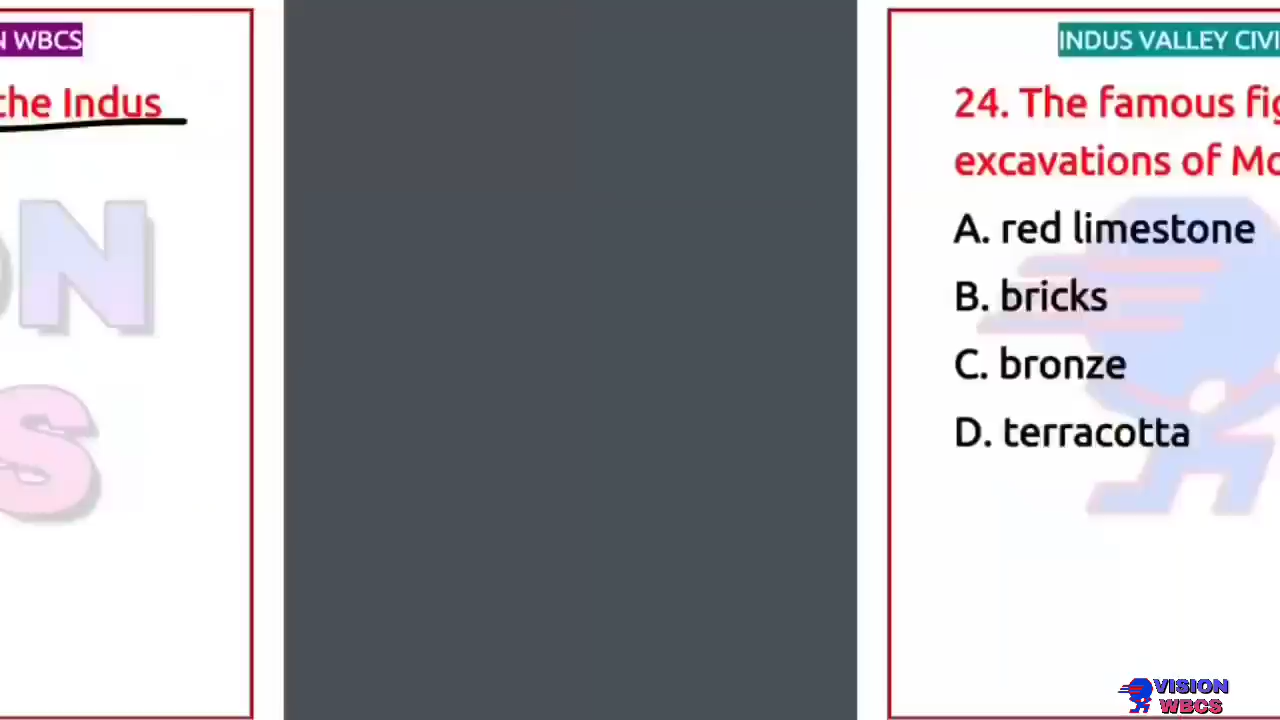 N WBCS
the Indus
N
S
INDUS VALLEY CIVI
24. The famous fig
excavations of Mo
A. red limestone
B. bricks
C. bronze
D. terracotta
VISION
WBCS